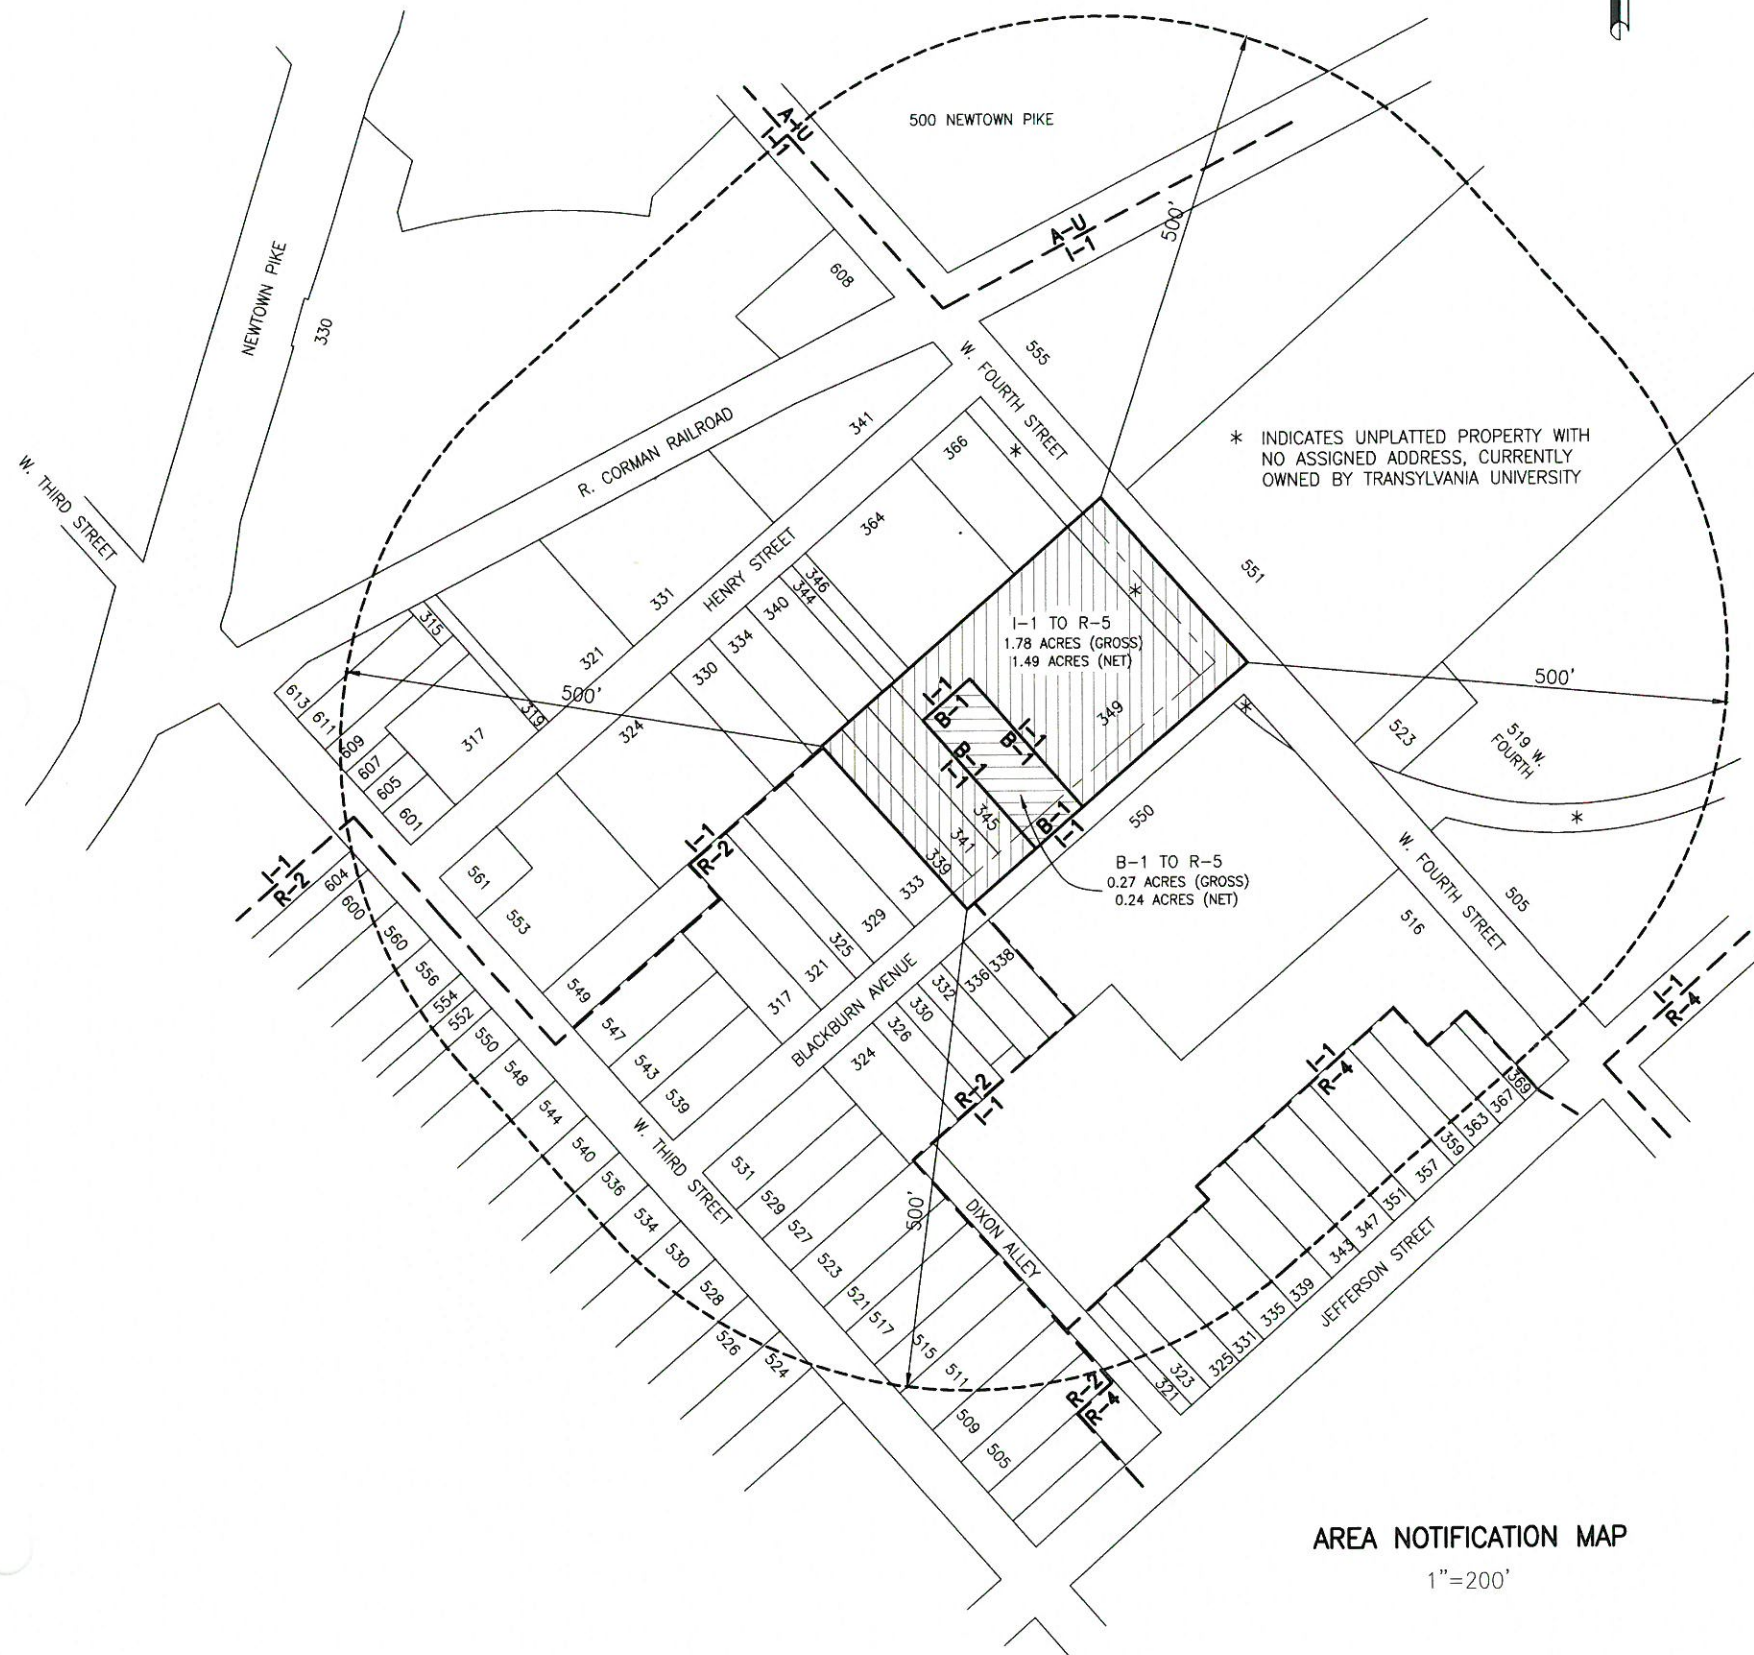 500 NEWTOWN PIKE
A-U
I-1
A-U
I-1
500'
NEWTOWN PIKE
330
608
W. FOURTH STREET
555
341
366
*
R. CORMAN RAILROAD
W. THIRD STREET
* INDICATES UNPLATTED PROPERTY WITH
NO ASSIGNED ADDRESS, CURRENTLY
OWNED BY TRANSYLVANIA UNIVERSITY
364
HENRY STREET
331
321
346
344
340
334
330
324
551
*
I-1 TO R-5
1.78 ACRES (GROSS)
1.49 ACRES (NET)
315
319
317
613
611
609
607
605
601
500'
500'
I-1
B-1
I-1
B-1
B-1
I-1
B-1
I-1
349
345
341
339
*
550
523
519 W.
FOURTH
*
B-1 TO R-5
0.27 ACRES (GROSS)
0.24 ACRES (NET)
W. FOURTH STREET
505
516
I-1
R-2
I-1
R-2
561
553
549
547
543
539
333
329
325
321
317
BLACKBURN AVENUE
338
336
332
330
326
324
R-2
I-1
I-1
R-4
I-1
R-4
604
600
560
556
554
552
550
548
544
540
536
534
530
528
526
524
W. THIRD STREET
531
529
527
523
521
517
515
511
509
505
500'
DIXON ALLEY
R-2
R-4
369
367
363
359
357
351
347
343
339
335
331
325
323
321
JEFFERSON STREET
AREA NOTIFICATION MAP
1"=200'